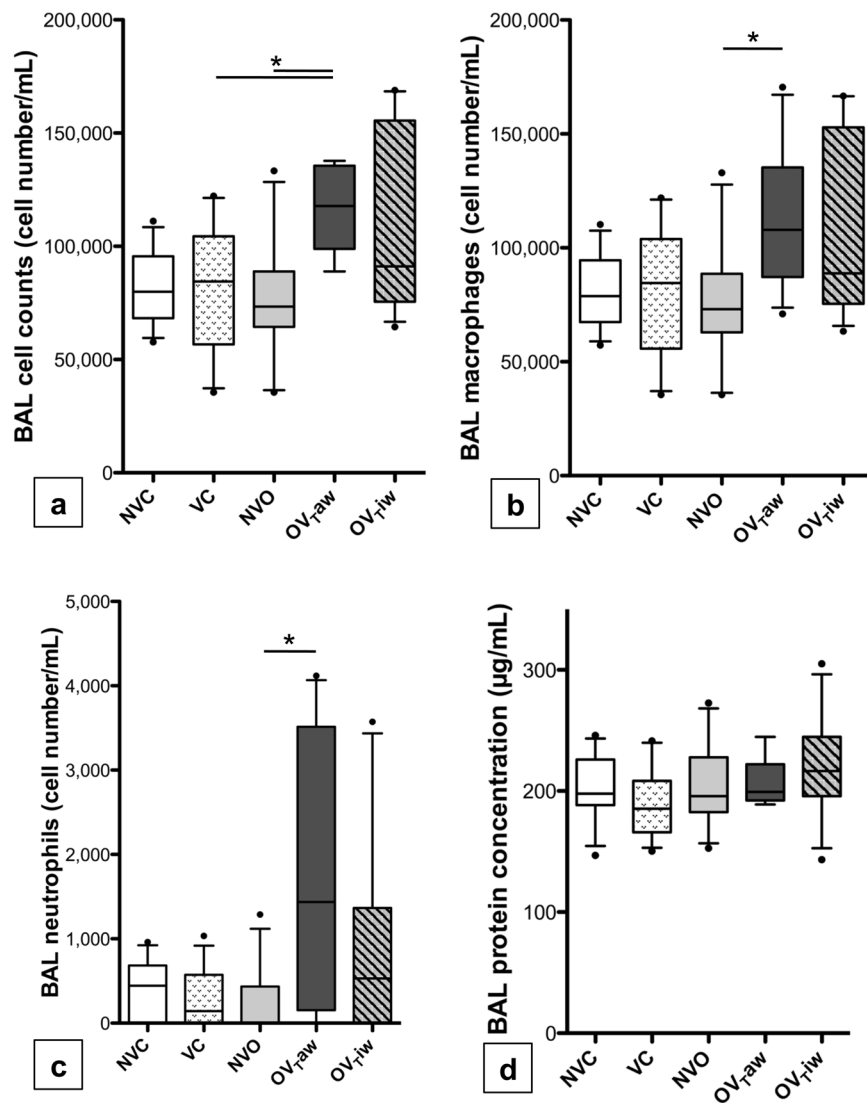 BAL cell counts (cell number/mL)
200,000
150,000
100,000
50,000
0
*
NVC VC NVO OVTaw OVTiw
a
BAL macrophages (cell number/mL)
200,000
150,000
100,000
50,000
0
*
NVC VC NVO OVTaw OVTiw
b
BAL neutrophils (cell number/mL)
5,000
4,000
3,000
2,000
1,000
0
*
NVC VC NVO OVTaw OVTiw
c
BAL protein concentration (µg/mL)
300
200
100
0
NVC VC NVO OVTaw OVTiw
d